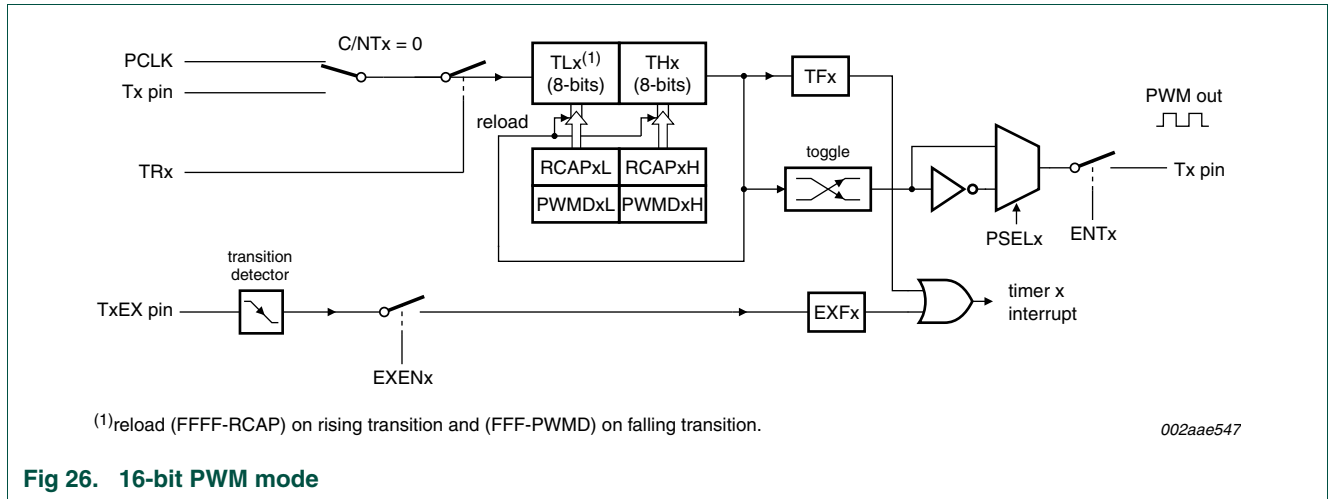 C/NTx = 0
PCLK
Tx pin
TRx
TLx(1)
(8-bits)
THx
(8-bits)
reload
RCAPxL
RCAPxH
PWMDxL
PWMDxH
TFx
toggle
PWM out
Tx pin
PSELx
ENTx
transition
detector
TxEX pin
EXENx
EXFx
timer x
interrupt
(1)reload (FFFF-RCAP) on rising transition and (FFF-PWMD) on falling transition.
002aae547
Fig 26. 16-bit PWM mode